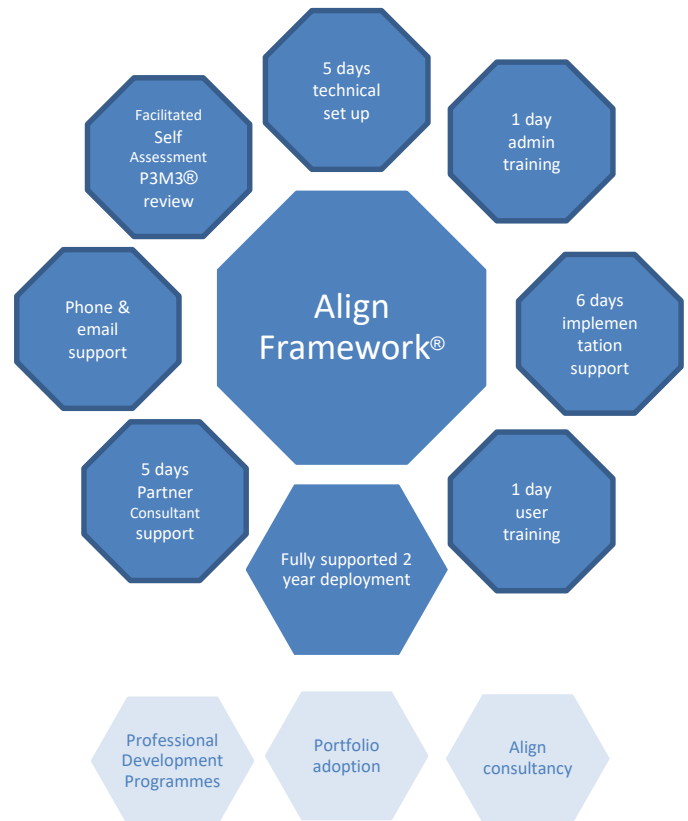 5 days
technical
set up
Facilitated
Self
Assessment
P3M3®
review
1 day
admin
training
Align
Framework®
Phone &
email
support
6 days
implemen
tation
support
5 days
Partner
Consultant
support
1 day
user
training
Fully supported 2
year deployment
Professional
Development
Programmes
Portfolio
adoption
Align
consultancy